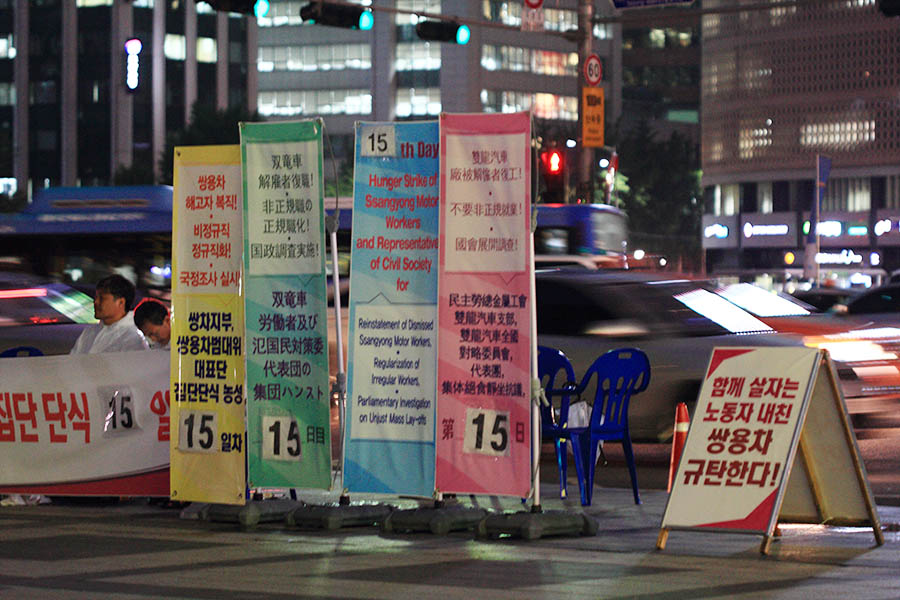 집단 단식
15
일
쌍용차
해고자 복직!
비정규직
정규직화!
국정조사 실시!
쌍차지부,
쌍용차범대위
대표단
집단단식 농성
15 일차
双竜車
解雇者復職!
非正規職の
正規職化!
国政調査実施!
双竜車
労働者及び
汎国民対策委
代表団の
集団ハンスト
15 日目
15 th Day
Hunger Strike of
Ssangyong Motor
Workers
and Representatives
of Civil Society
for
Reinstatement of Dismissed
Motor Workers,
Regularization of
Irregular Workers,
Parliamentary Investigation
on Unjust Mass Lay-offs
雙龍汽車
廠被解僱者復工!
不要非正規就業!
國會展開調查!
民主勞總金屬工會
雙龍汽車支部,
雙龍汽車全國
對略委員會,
代表團,
集体絕食靜坐抗議,
第 15 日
60
함께 살자는
노동자 내친
쌍용차
규탄한다!